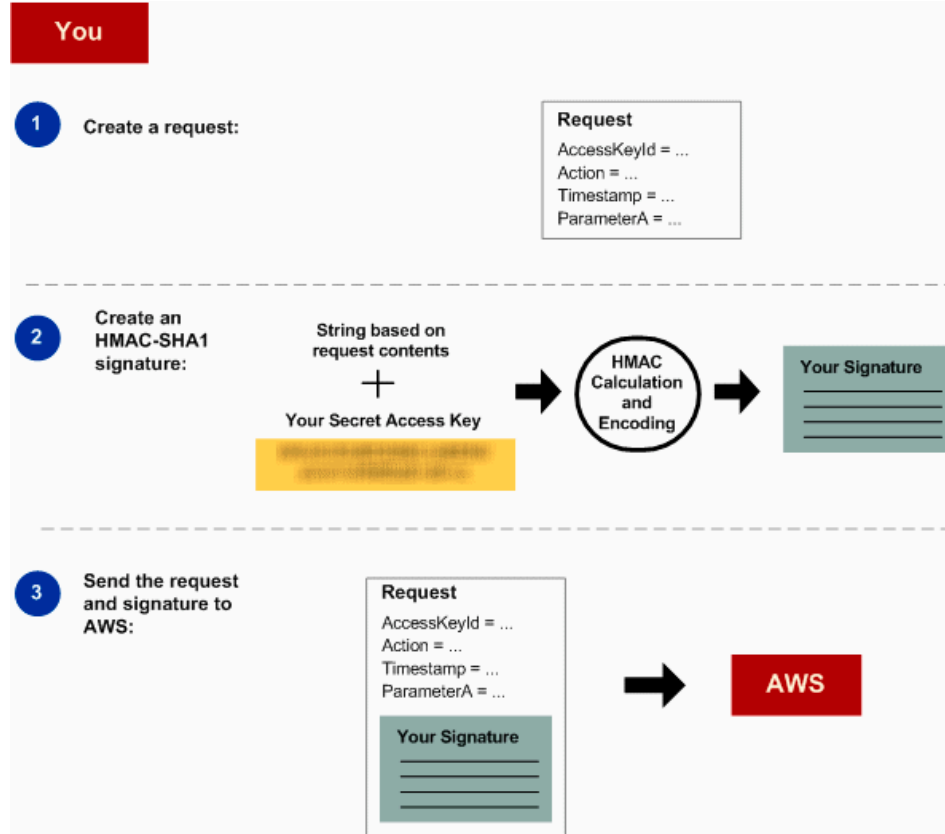 You
1
Create a request:
Request
AccessKeyId = ...
Action = ...
Timestamp = ...
ParameterA = ...
2
Create an
HMAC-SHA1
signature:
String based on
request contents
+
Your Secret Access Key
HMAC
Calculation
and
Encoding
Your Signature
3
Send the request
and signature to
AWS:
Request
AccessKeyId = ...
Action = ...
Timestamp = ...
ParameterA = ...
Your Signature
AWS